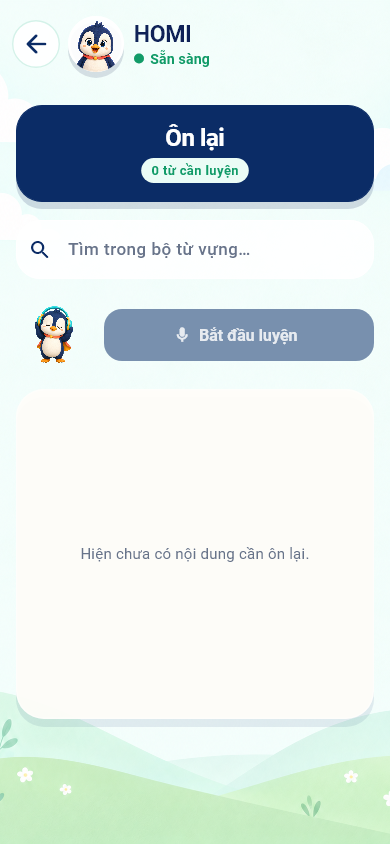 HOMI
Sẵn sàng
Ôn lại
0 từ cần luyện
Tìm trong bộ từ vựng...
Bắt đầu luyện
Hiện chưa có nội dung cần ôn lại.